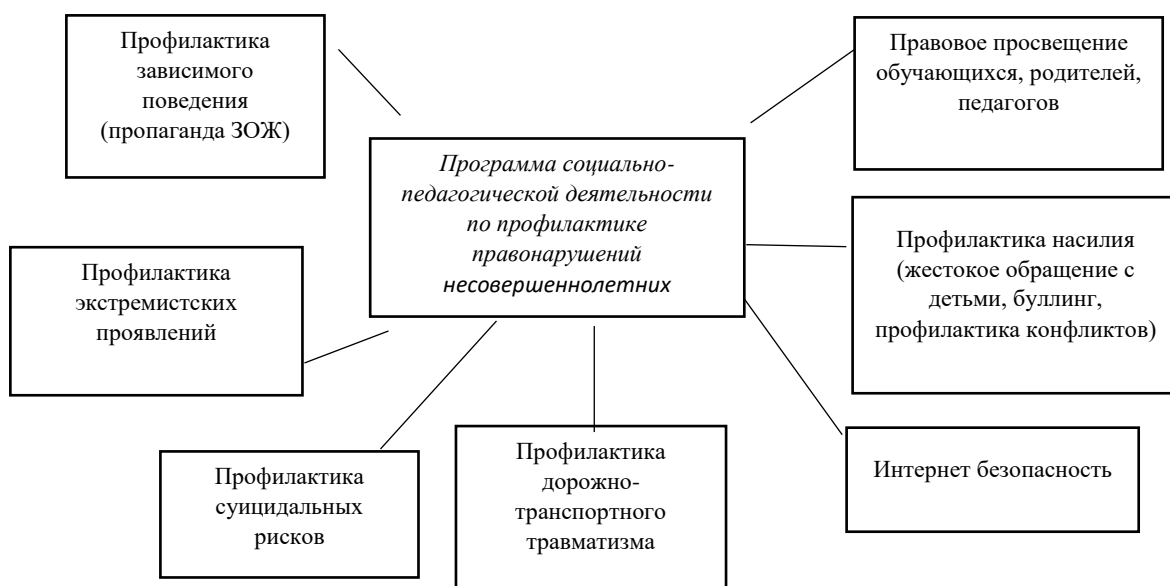 Профилактика
зависимого
поведения
(пропаганда ЗОЖ)
Правовое просвещение
обучающихся, родителей,
педагогов
Программа социально-
педагогической деятельности
по профилактике
правонарушений
несовершеннолетних
Профилактика насилия
(жестокое обращение с
детьми, буллинг,
профилактика конфликтов)
Профилактика
экстремистских
проявлений
Профилактика
суицидальных
рисков
Профилактика
дорожно-
транспортного
травматизма
Интернет безопасность